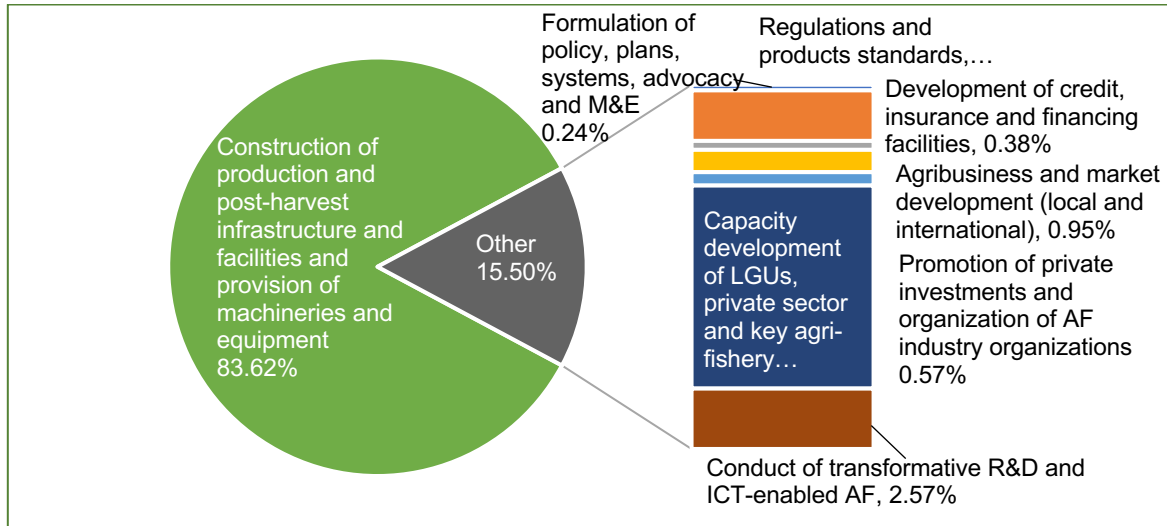 Construction of
production and
post-harvest
infrastructure and
facilities and
provision of
machineries and
equipment
83.62%
Other
15.50%
Formulation of
policy, plans,
systems, advocacy
and M&E
0.24%
Regulations and
products standards,…
Development of credit,
insurance and financing
facilities, 0.38%
Agribusiness and market
development (local and
international), 0.95%
Promotion of private
investments and
organization of AF
industry organizations
0.57%
Capacity
development
of LGUs,
private sector
and key agri-
fishery…
Conduct of transformative R&D and
ICT-enabled AF, 2.57%